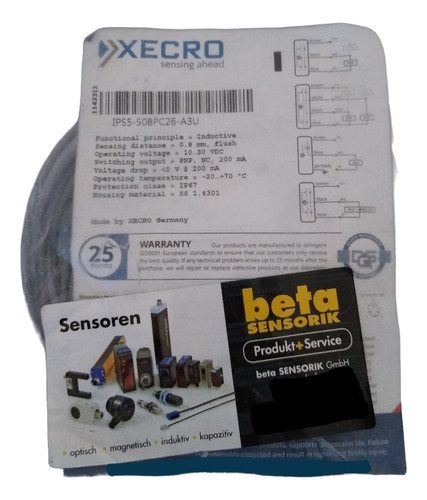 XECRO
sensing ahead
IPS5-S08PC26-A3U
Functional principle = Inductive
Sensing distance = 0.8 mm, flush
Operating voltage = 10..30 VDC
Switching output = PNP, NC, 200 mA
Voltage drop = <2 V @ 200 mA
Operating temperature = -20..+70 °C
Protection class = IP67
Housing material = SS 1.4301
Made by XECRO Germany
25
months
WARRANTY
Our products are manufactured to stringent
ISO9001 European standards to ensure that our customers only receive
the best quality. If any technical problem arises up to 25 months after the
purchase, we will repair or replace defective products at our
DQS
Sensoren
beta
SENSORIK
Produkt+Service
beta SENSORIK GmbH
• optisch • magnetisch • induktiv • kapazitiv